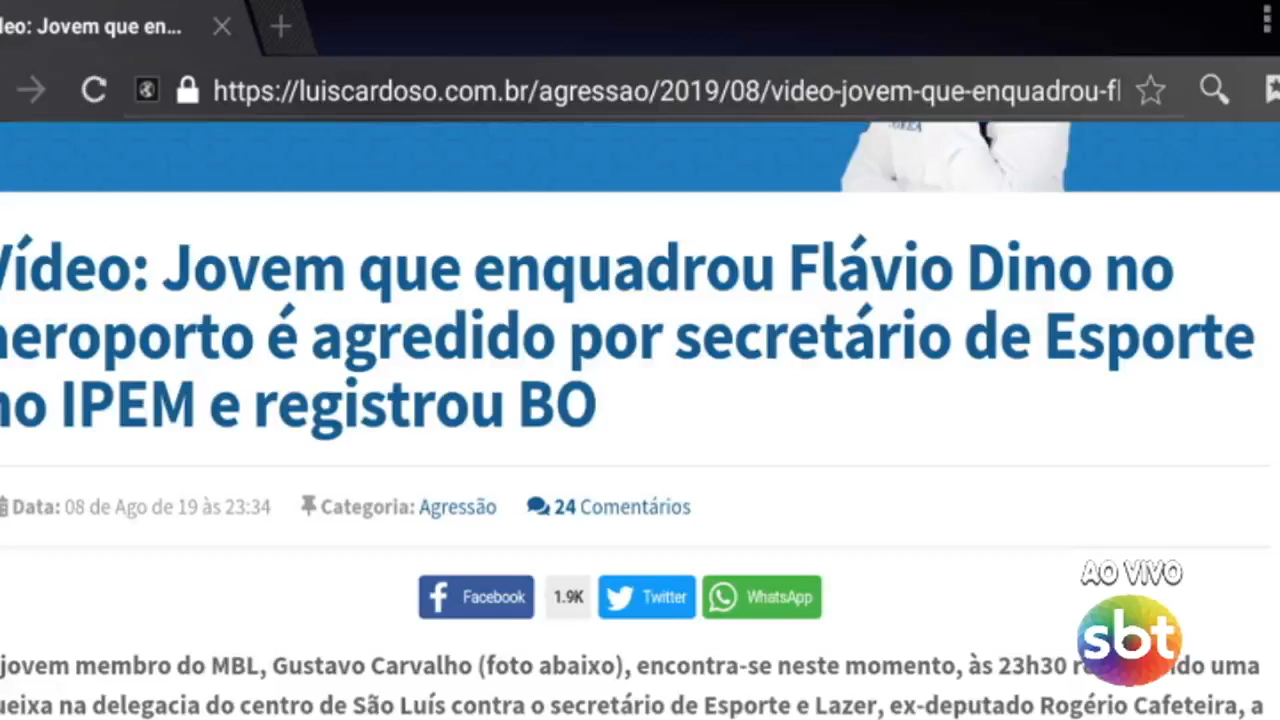 deo: Jovem que en...
https://luiscardoso.com.br/agressao/2019/08/video-jovem-que-enquadrou-fl
Vídeo: Jovem que enquadrou Flávio Dino no
aeroporto é agredido por secretário de Esporte
no IPEM e registrou BO
Data: 08 de Ago de 19 às 23:34 Categoria: Agressão 24 Comentários
Facebook 1.9K Twitter WhatsApp
AO VIVO
sbt
jovem membro do MBL, Gustavo Carvalho (foto abaixo), encontra-se neste momento, às 23h30 uma
ueixa na delegacia do centro de São Luís contra o secretário de Esporte e Lazer, ex-deputado Rogério Cafeteira, a